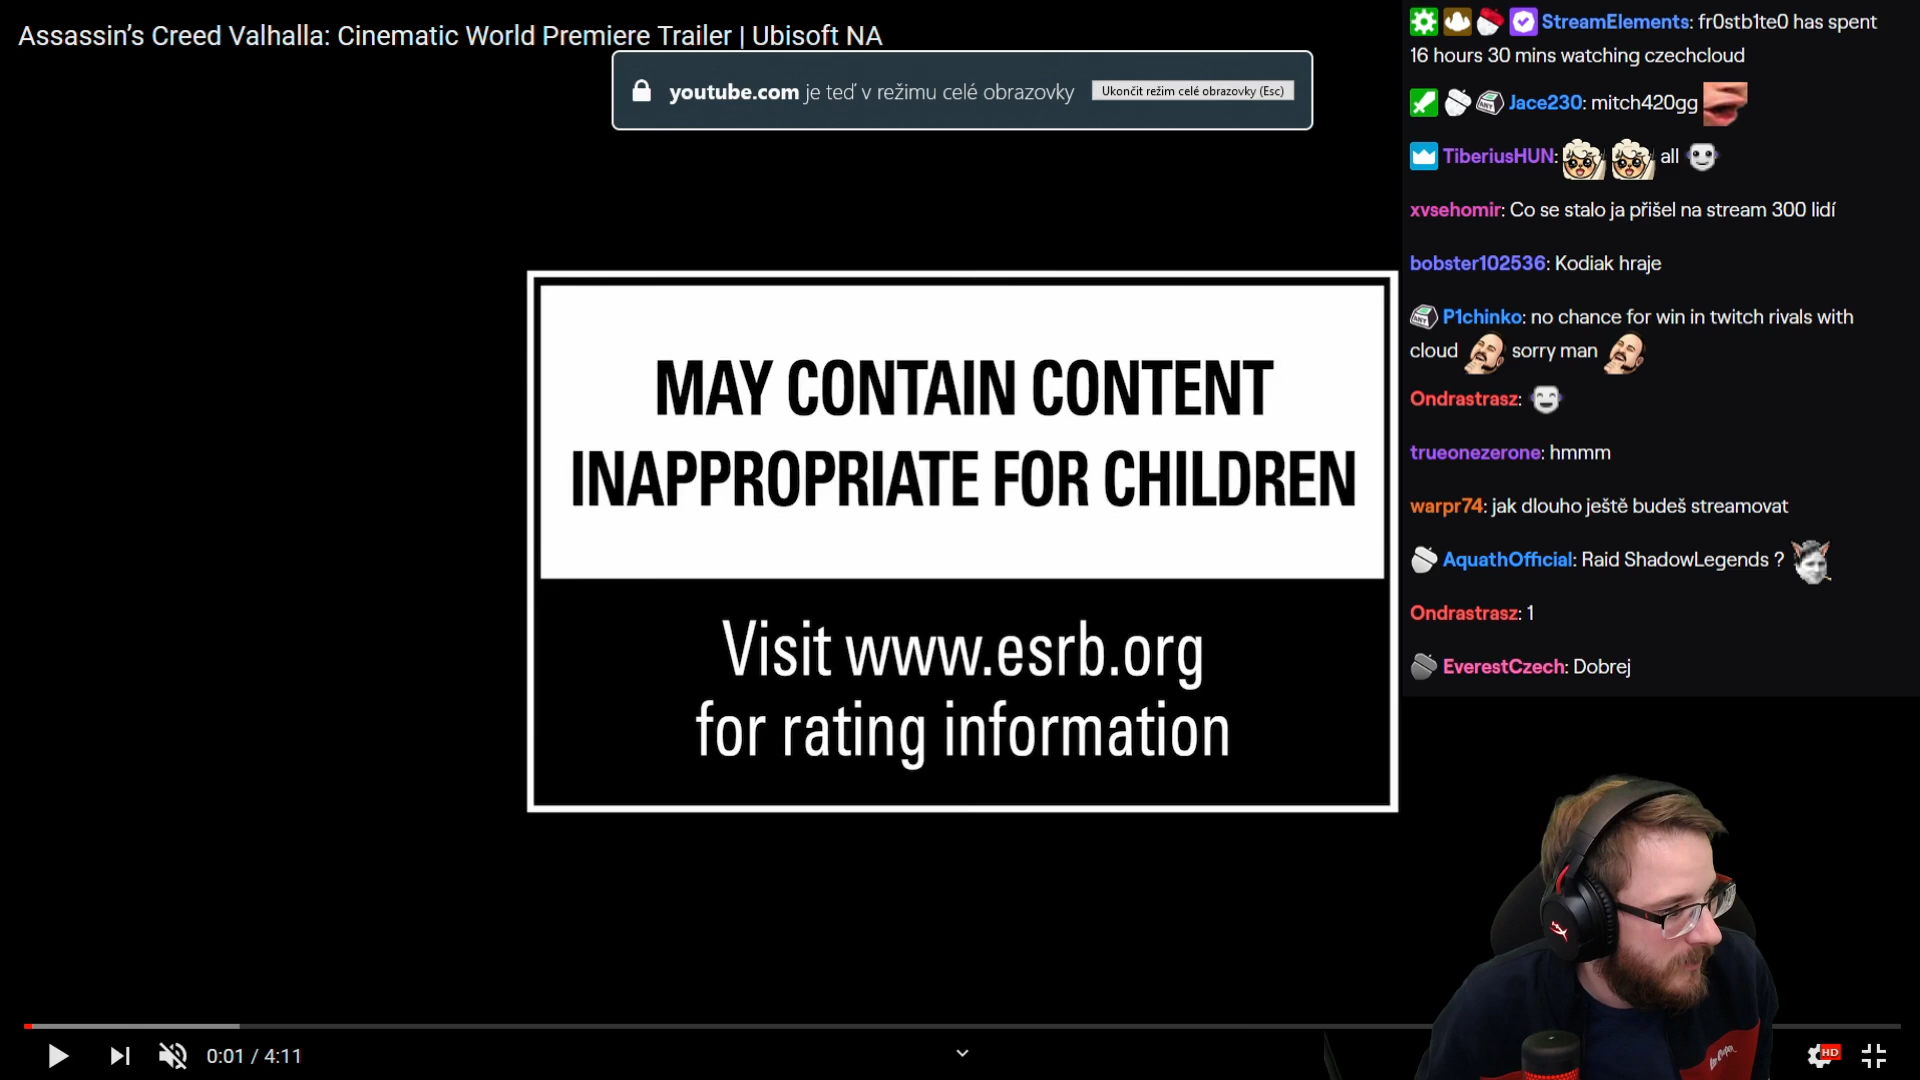 Assassin’s Creed Valhalla: Cinematic World Premiere Trailer | Ubisoft NA
youtube.com je teď v režimu celé obrazovky
Ukončit režim celé obrazovky (Esc)
MAY CONTAIN CONTENT
INAPPROPRIATE FOR CHILDREN
Visit www.esrb.org
for rating information
StreamElements: fr0stb1te0 has spent
16 hours 30 mins watching czechcloud
Jace230: mitch420gg
TiberiusHUN: all
xvsehomir: Co se stalo ja přišel na stream 300 lidí
bobster102536: Kodiak hraje
P1chinko: no chance for win in twitch rivals with
cloud sorry man
Ondrastrasz:
trueonezerone: hmmm
warpr74: jak dlouho ještě budeš streamovat
AquathOfficial: Raid ShadowLegends ?
Ondrastrasz: 1
EverestCzech: Dobrej
0:01 / 4:11
HD